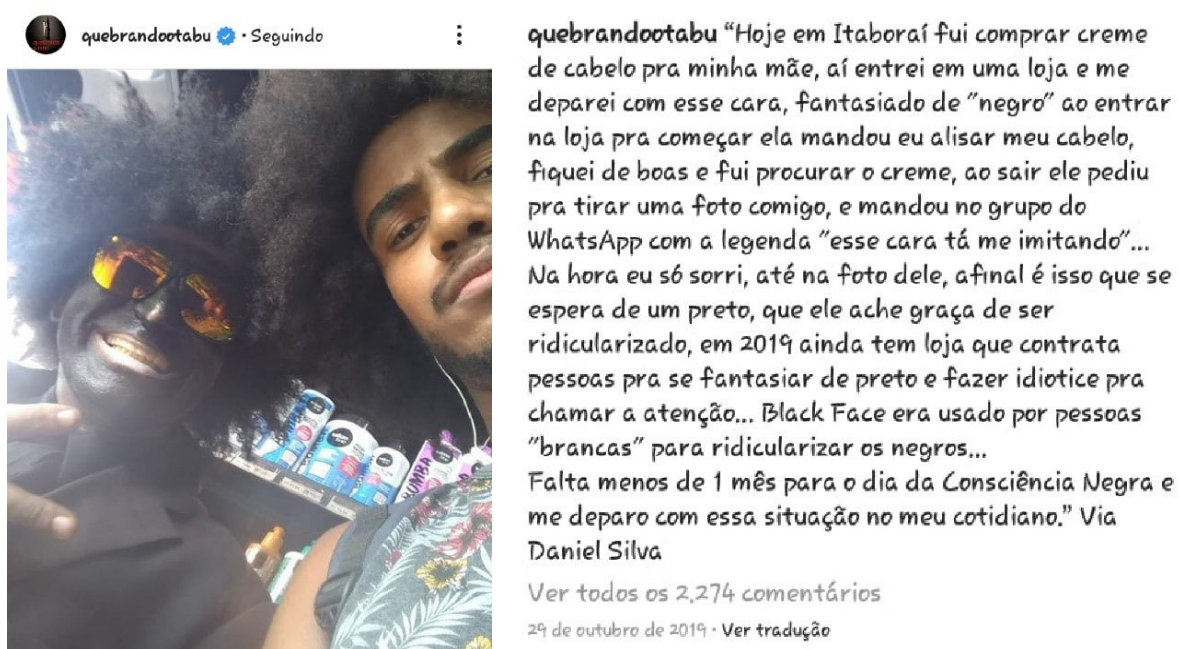 quebrandootabu • Seguindo
quebrandootabu "Hoje em Itaboraí fui comprar creme
de cabelo pra minha mãe, aí entrei em uma loja e me
deparei com esse cara, fantasiado de "negro" ao entrar
na loja pra começar ela mandou eu alisar meu cabelo,
fiquei de boas e fui procurar o creme, ao sair ele pediu
pra tirar uma foto comigo, e mandou no grupo do
WhatsApp com a legenda "esse cara tá me imitando"...
Na hora eu só sorri, até na foto dele, afinal é isso que se
espera de um preto, que ele ache graça de ser
ridicularizado, em 2019 ainda tem loja que contrata
pessoas pra se fantasiar de preto e fazer idiotice pra
chamar a atenção... Black Face era usado por pessoas
"brancas" para ridicularizar os negros...
Falta menos de 1 mês para o dia da Consciência Negra e
me deparo com essa situação no meu cotidiano." Via
Daniel Silva
Ver todos os 2.274 comentários
29 de outubro de 2019 • Ver tradução
BOMBA